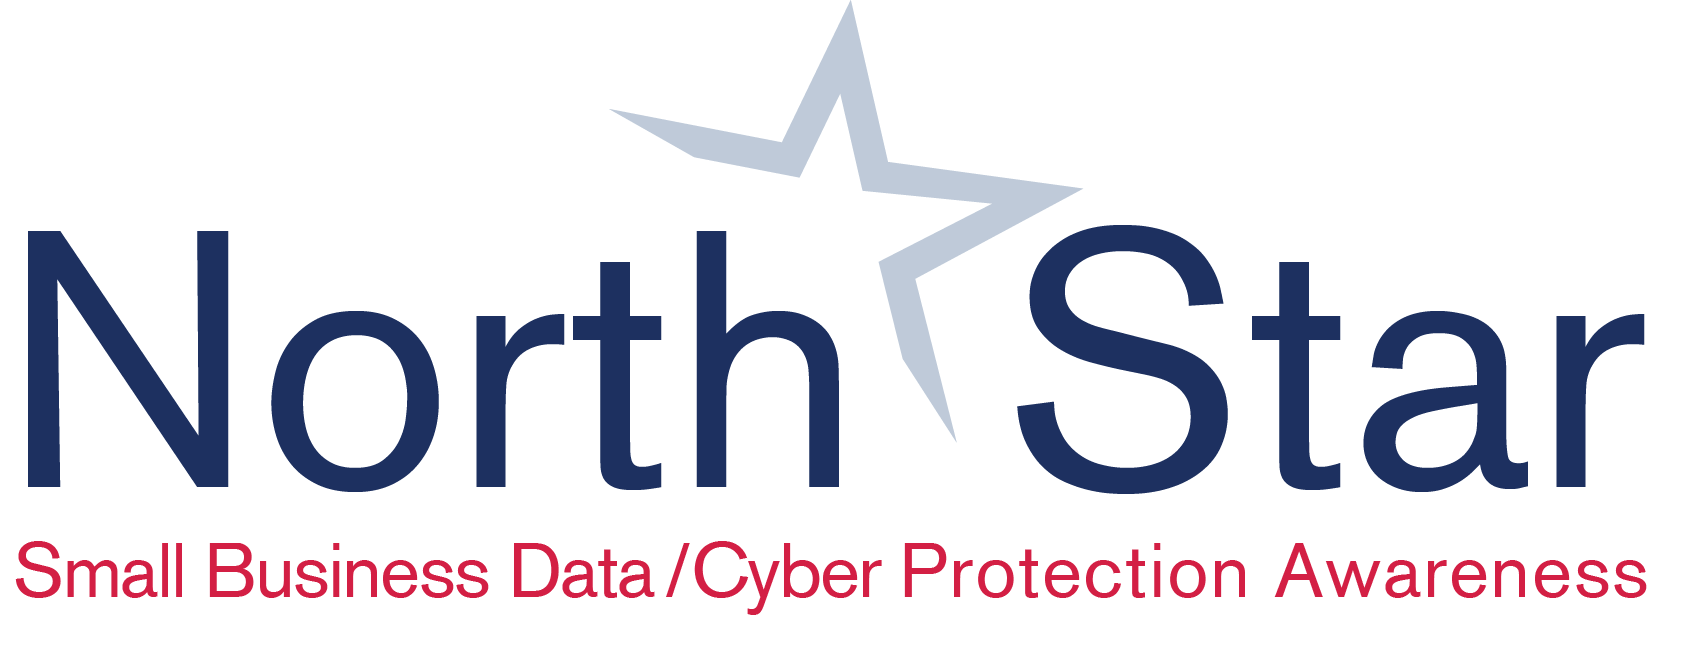 North Star
Small Business Data/Cyber Protection Awareness